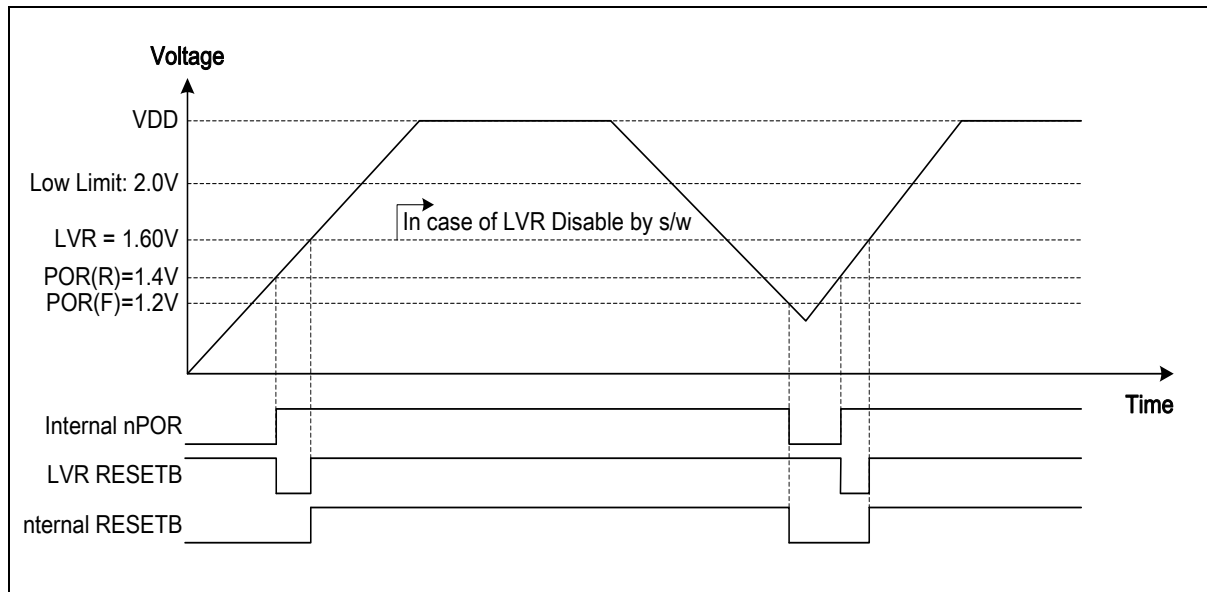 Voltage
VDD
Low Limit: 2.0V
In case of LVR Disable by s/w
LVR = 1.60V
POR(R)=1.4V
POR(F)=1.2V
Time
Internal nPOR
LVR RESETB
nternal RESETB